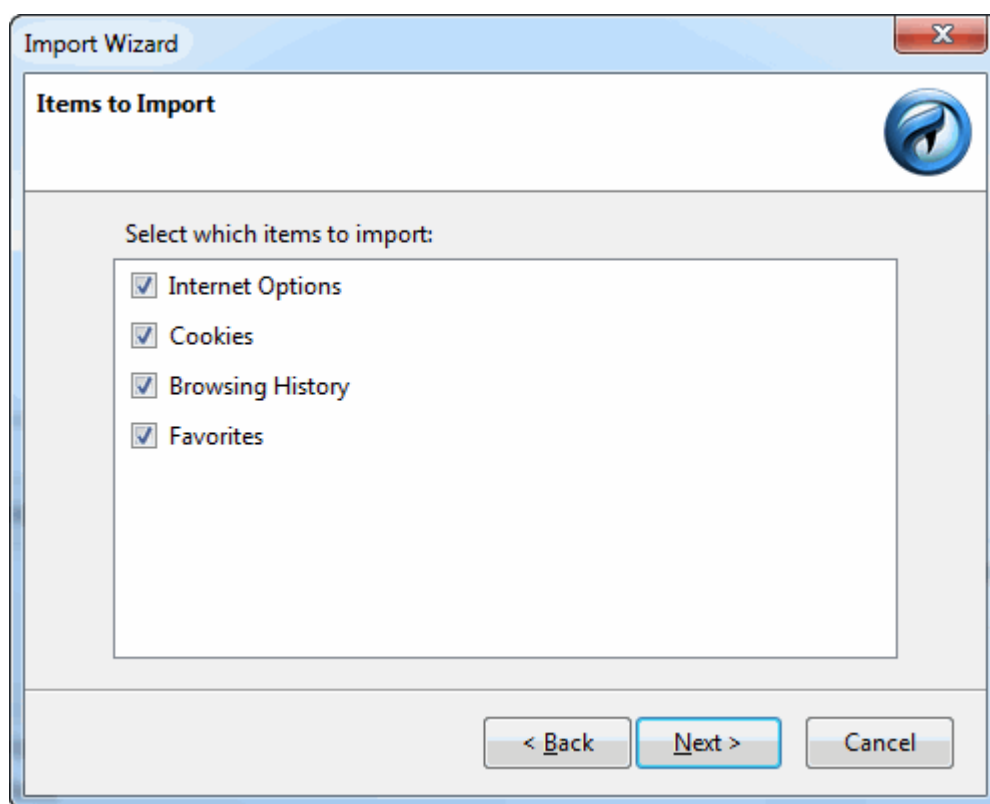 Import Wizard
Items to Import
Select which items to import:
Internet Options
Cookies
Browsing History
Favorites
< Back Next > Cancel